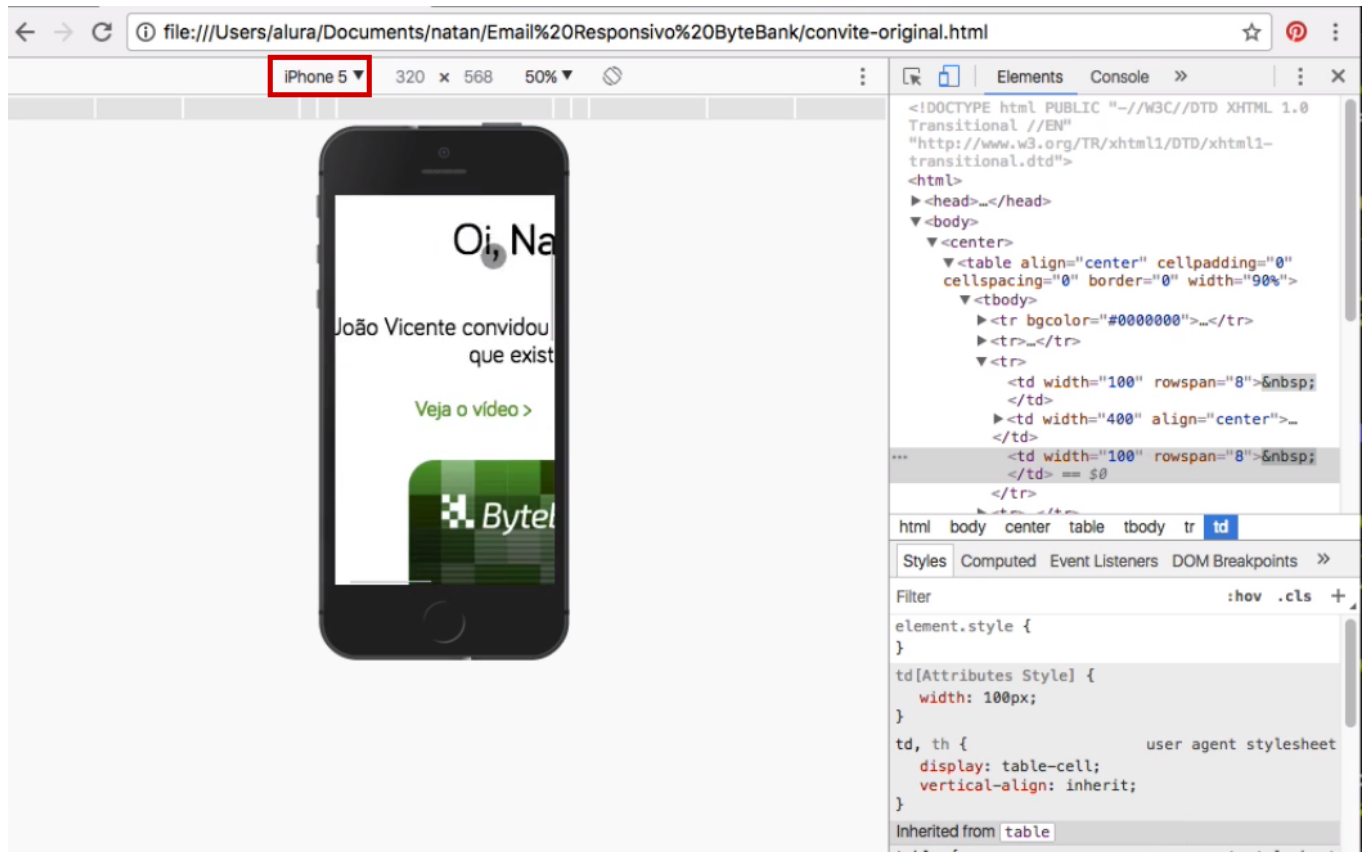 file:///Users/alura/Documents/natan/Email%20Responsivo%20ByteBank/convite-original.html
iPhone 5 ▼ 320 × 568 50% ▼
Elements Console »
<!DOCTYPE html PUBLIC "-//W3C//DTD XHTML 1.0
Transitional //EN"
"http://www.w3.org/TR/xhtml1/DTD/xhtml1-
transitional.dtd">
<html>
▶<head>…</head>
▼<body>
▼<center>
▼<table align="center" cellpadding="0"
cellspacing="0" border="0" width="90%">
▼<tbody>
▶<tr bgcolor="#0000000">…</tr>
▶<tr>…</tr>
▼<tr>
<td width="100" rowspan="8">&nbsp;
</td>
▶<td width="400" align="center">…
</td>
… <td width="100" rowspan="8">&nbsp;
</td> == $0
</tr>
html body center table tbody tr td
Styles Computed Event Listeners DOM Breakpoints »
Filter :hov .cls +
element.style {
}
td[Attributes Style] {
width: 100px;
}
td, th { user agent stylesheet
display: table-cell;
vertical-align: inherit;
}
Inherited from table
Oi, Na
João Vicente convidou
que exist
Veja o vídeo >
Byte